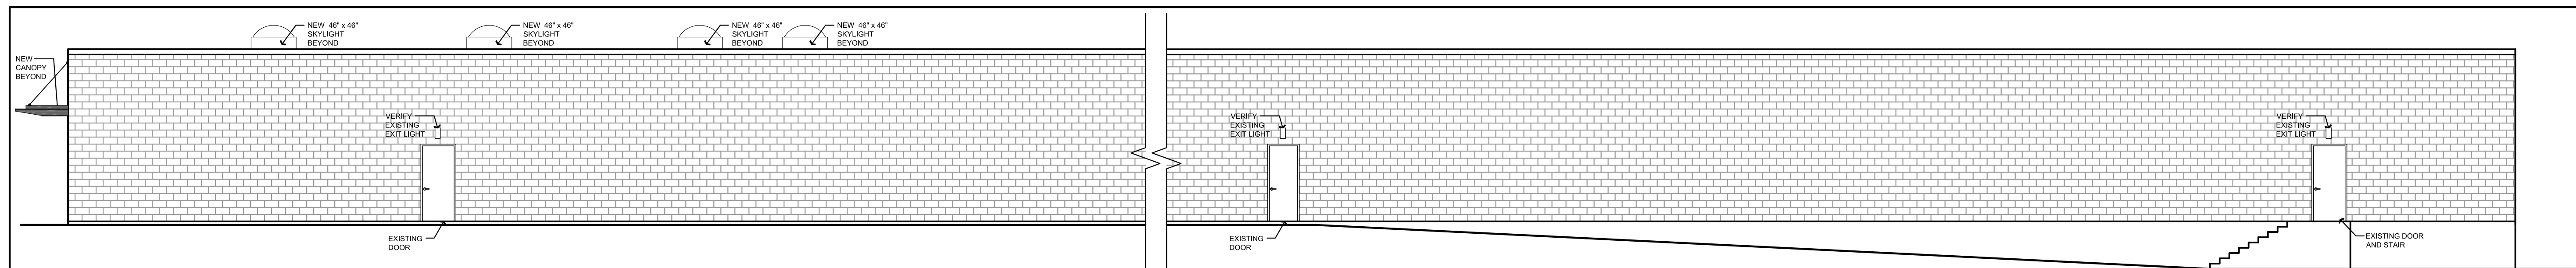 NEW 46" x 46"
SKYLIGHT
BEYOND
NEW 46" x 46"
SKYLIGHT
BEYOND
NEW 46" x 46"
SKYLIGHT
BEYOND
NEW 46" x 46"
SKYLIGHT
BEYOND
NEW
CANOPY
BEYOND
VERIFY
EXISTING
EXIT LIGHT
VERIFY
EXISTING
EXIT LIGHT
VERIFY
EXISTING
EXIT LIGHT
EXISTING
DOOR
EXISTING
DOOR
EXISTING DOOR
AND STAIR